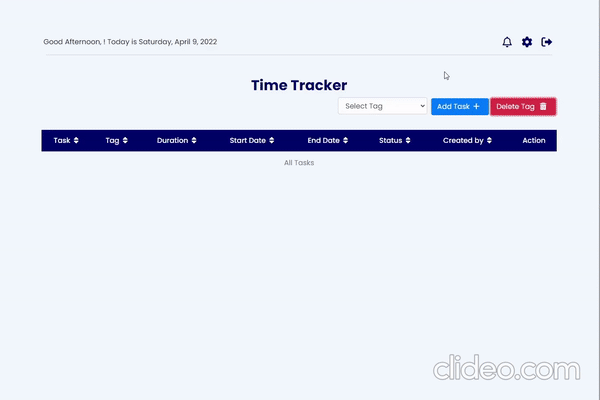 Good Afternoon, ! Today is Saturday, April 9, 2022
Time Tracker
Select Tag Add Task + Delete Tag
Task Tag Duration Start Date End Date Status Created by Action
All Tasks
clideo.com